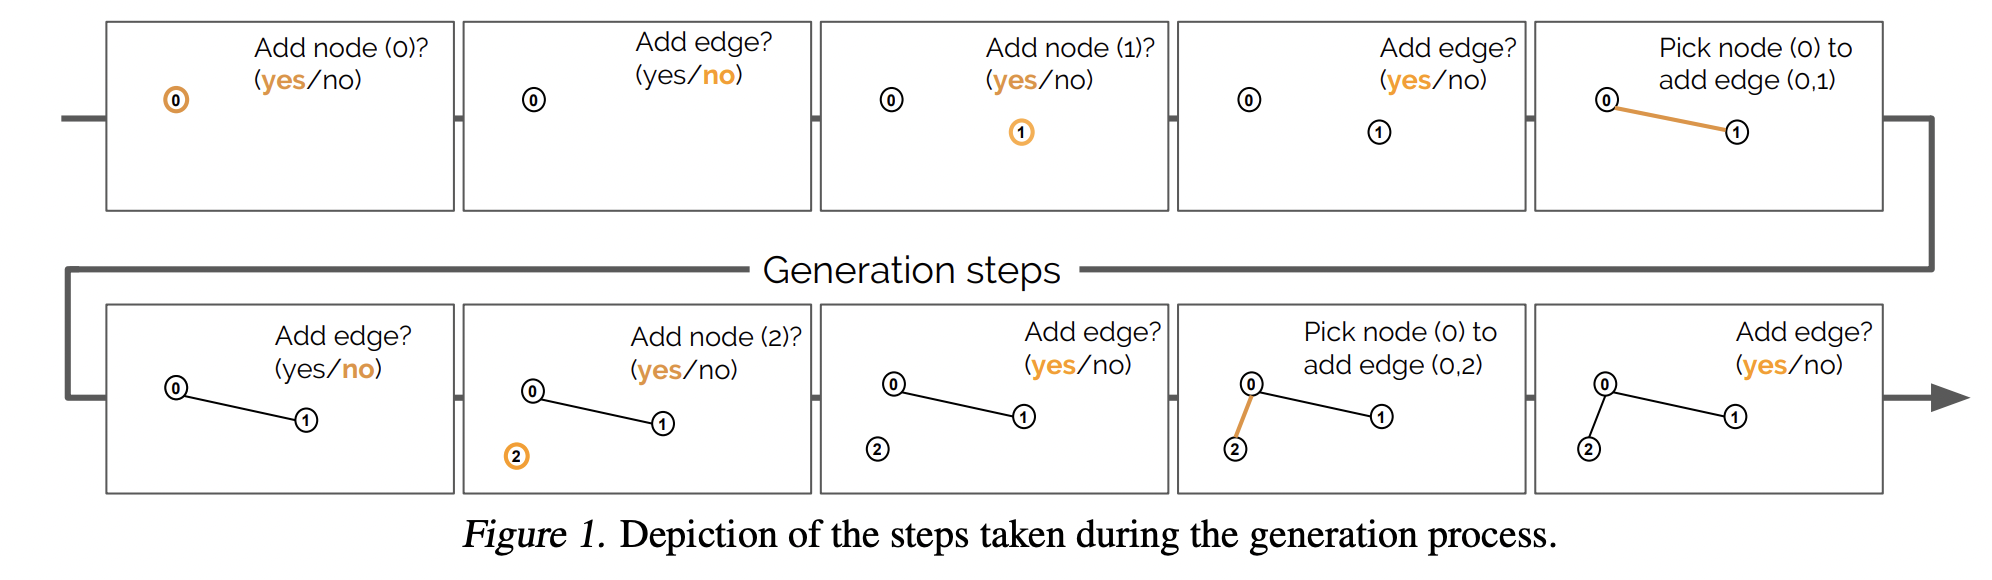 Add node (0)?
(yes/no)
0
Add edge?
(yes/no)
0
Add node (1)?
(yes/no)
0
1
Add edge?
(yes/no)
0
1
Pick node (0) to
add edge (0,1)
0
1
Generation steps
Add edge?
(yes/no)
0
1
Add node (2)?
(yes/no)
0
1
2
Add edge?
(yes/no)
0
1
2
Pick node (0) to
add edge (0,2)
0
1
2
Add edge?
(yes/no)
0
1
2
Figure 1. Depiction of the steps taken during the generation process.